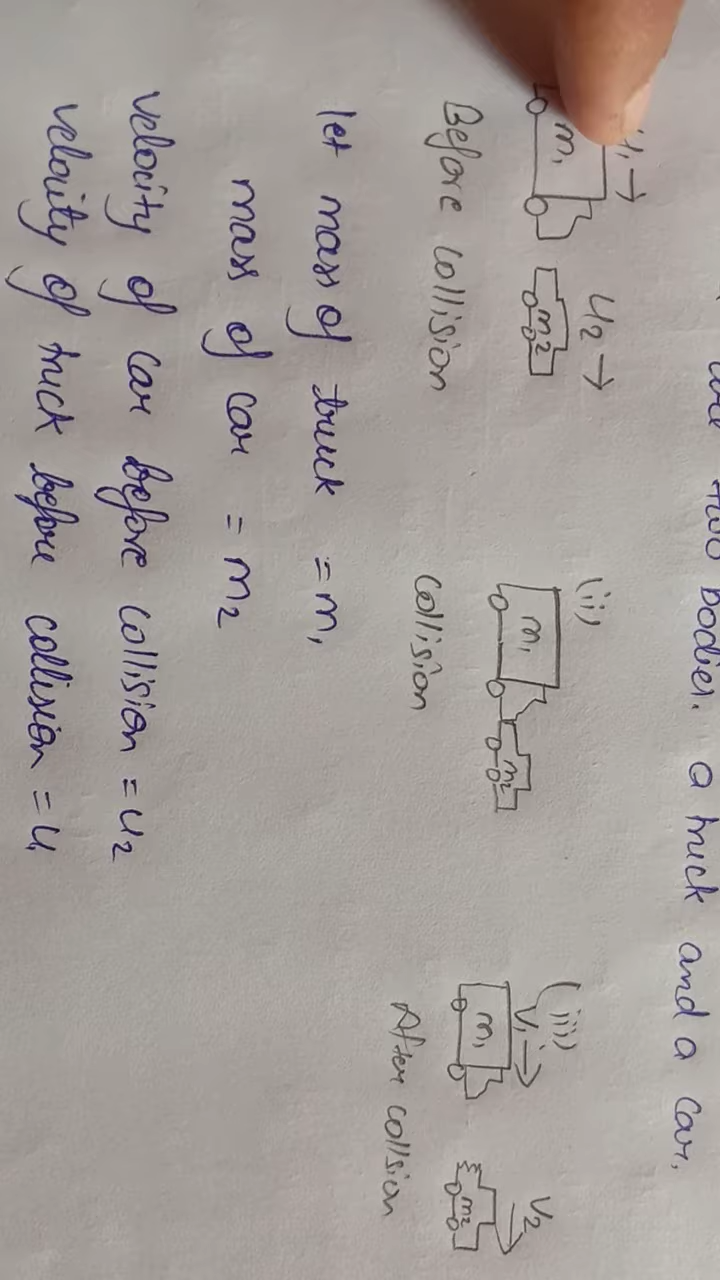 two bodies. a truck and a car.
u₁ → u₂ → (ii) (iii) v₁ → v₂
m₁ m₂ m₁ m₂ m₁ m₂
Before collision collision After collsion
let mass of truck = m₁
mass of car = m₂
velocity of car before collision = u₂
velocity of truck before collision = u₁